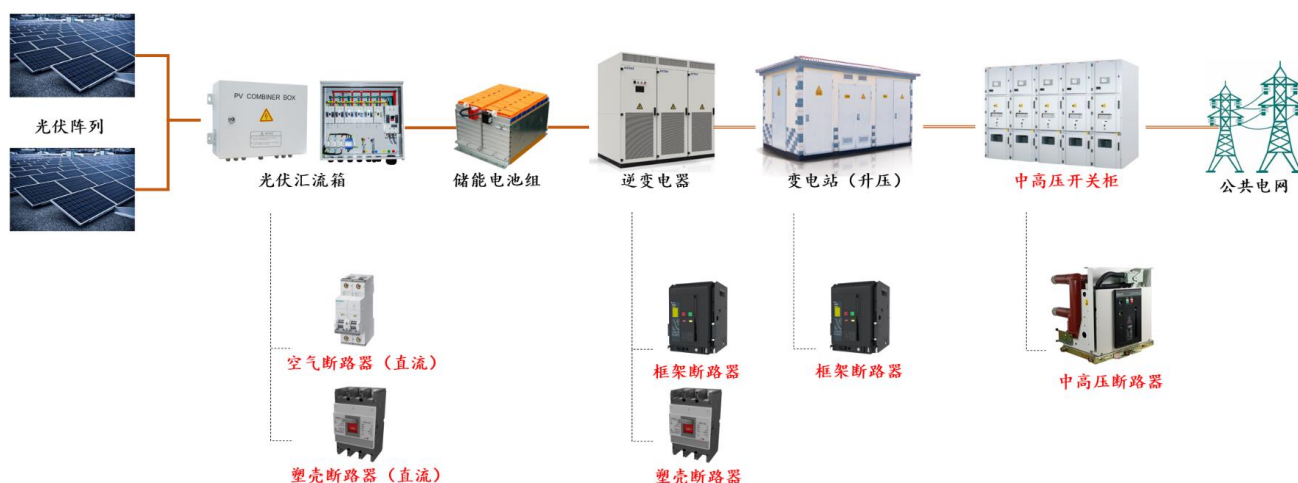 PV COMBINER BOX
光伏阵列
光伏汇流箱
储能电池组
逆变电器
变电站（升压）
中高压开关柜
公共电网
空气断路器（直流）
框架断路器
框架断路器
中高压断路器
塑壳断路器（直流）
塑壳断路器